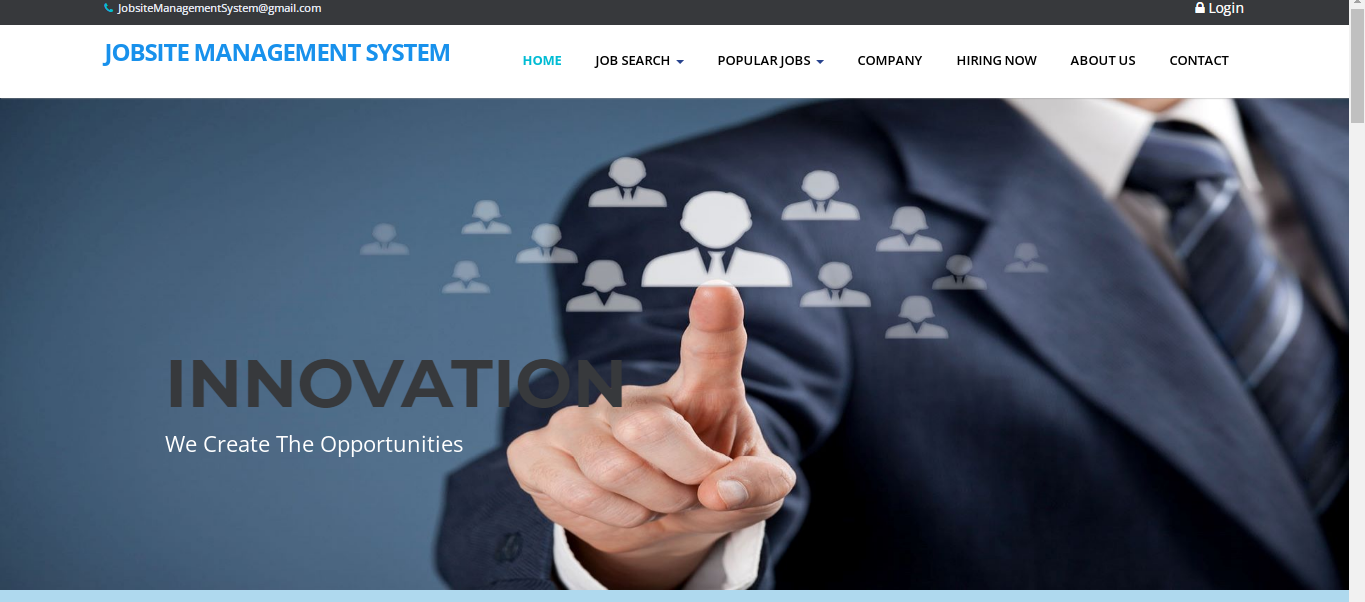 JobsiteManagementSystem@gmail.com
Login
JOBSITE MANAGEMENT SYSTEM
HOME
JOB SEARCH
POPULAR JOBS
COMPANY
HIRING NOW
ABOUT US
CONTACT
INNOVATION
We Create The Opportunities